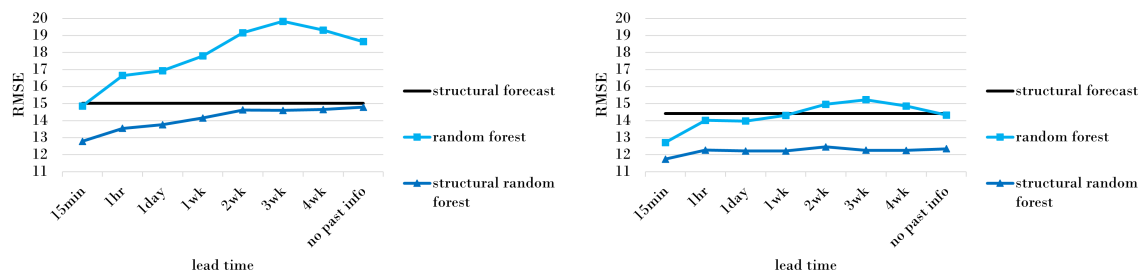 20
19
18
17
16
15
14
13
12
11
RMSE
15min
1hr
1day
1wk
2wk
3wk
4wk
no past info
lead time
structural forecast
random forest
structural random
forest
20
19
18
17
16
15
14
13
12
11
RMSE
15min
1hr
1day
1wk
2wk
3wk
4wk
no past info
lead time
structural forecast
random forest
structural random
forest